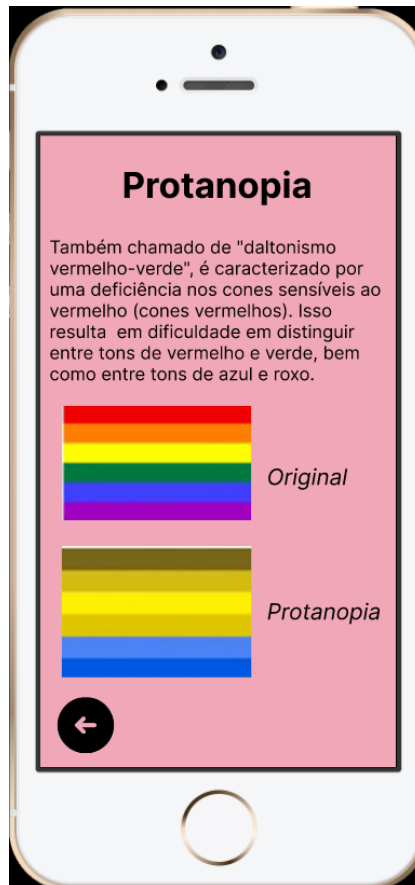 Protanopia
Também chamado de "daltonismo
vermelho-verde", é caracterizado por
uma deficiência nos cones sensíveis ao
vermelho (cones vermelhos). Isso
resulta  em dificuldade em distinguir
entre tons de vermelho e verde, bem
como entre tons de azul e roxo.
Original
Protanopia